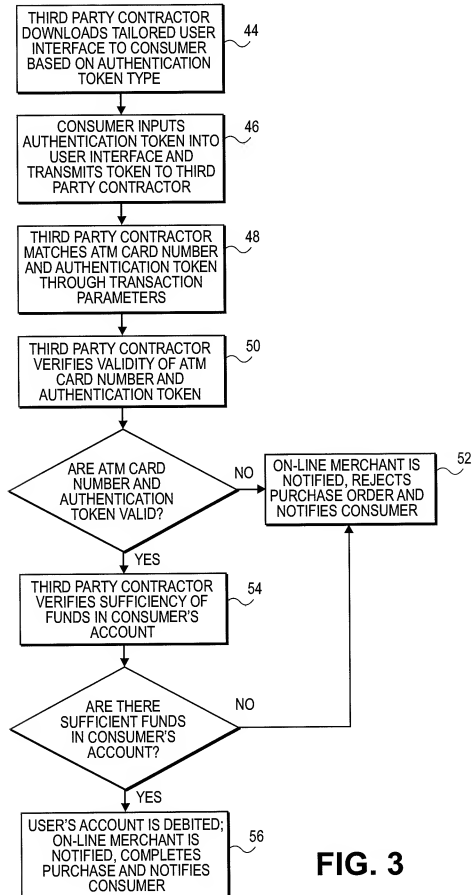 THIRD PARTY CONTRACTOR
DOWNLOADS TAILORED USER
INTERFACE TO CONSUMER
BASED ON AUTHENTICATION
TOKEN TYPE
44
CONSUMER INPUTS
AUTHENTICATION TOKEN INTO
USER INTERFACE AND
TRANSMITS TOKEN TO THIRD
PARTY CONTRACTOR
46
THIRD PARTY CONTRACTOR
MATCHES ATM CARD NUMBER
AND AUTHENTICATION TOKEN
THROUGH TRANSACTION
PARAMETERS
48
THIRD PARTY CONTRACTOR
VERIFIES VALIDITY OF ATM
CARD NUMBER AND
AUTHENTICATION TOKEN
50
ARE ATM CARD
NUMBER AND
AUTHENTICATION
TOKEN VALID?
NO
ON-LINE MERCHANT IS
NOTIFIED, REJECTS
PURCHASE ORDER AND
NOTIFIES CONSUMER
52
YES
THIRD PARTY CONTRACTOR
VERIFIES SUFFICIENCY OF
FUNDS IN CONSUMER'S
ACCOUNT
54
ARE THERE
SUFFICIENT FUNDS
IN CONSUMER'S
ACCOUNT?
NO
YES
USER'S ACCOUNT IS DEBITED;
ON-LINE MERCHANT IS
NOTIFIED, COMPLETES
PURCHASE AND NOTIFIES
CONSUMER
56
FIG. 3